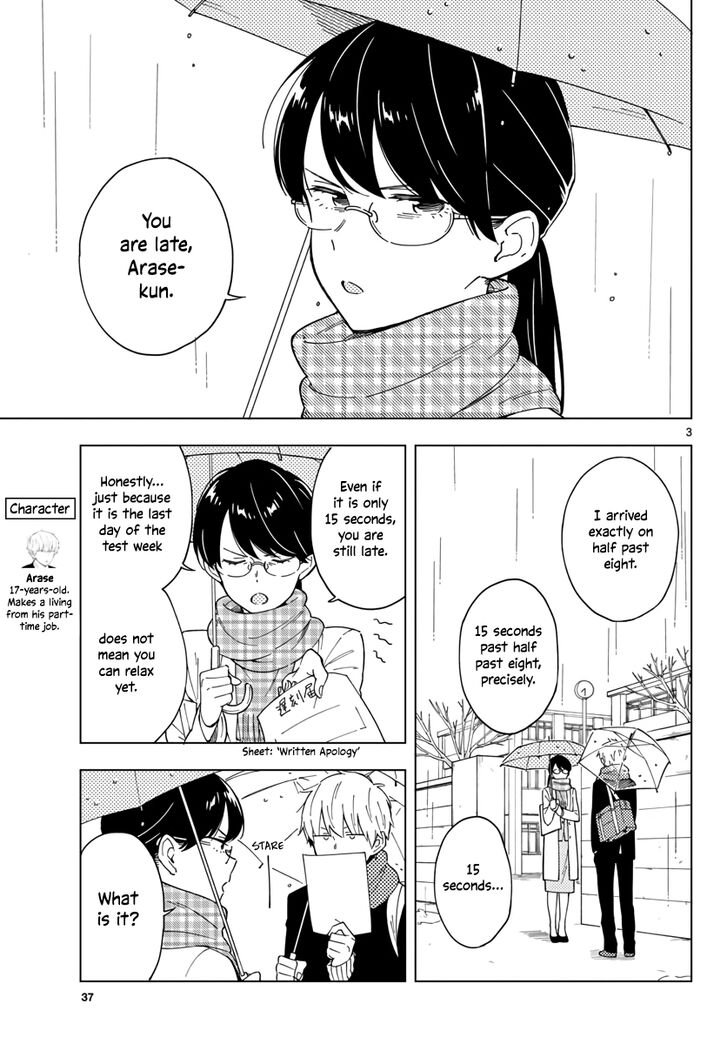 You
are late,
Arase-
kun.
3
I arrived
exactly on
half past
eight.
15 seconds
past half
past eight,
precisely.
15
seconds...
Even if
it is only
15 seconds,
you are
still late.
Honestly...
just because
it is the last
day of the
test week
does not
mean you
can relax
yet.
遅刻届
Sheet: 'Written Apology'
Character
Arase
17-years-old.
Makes a living
from his part-
time job.
STARE
What
is it?
37